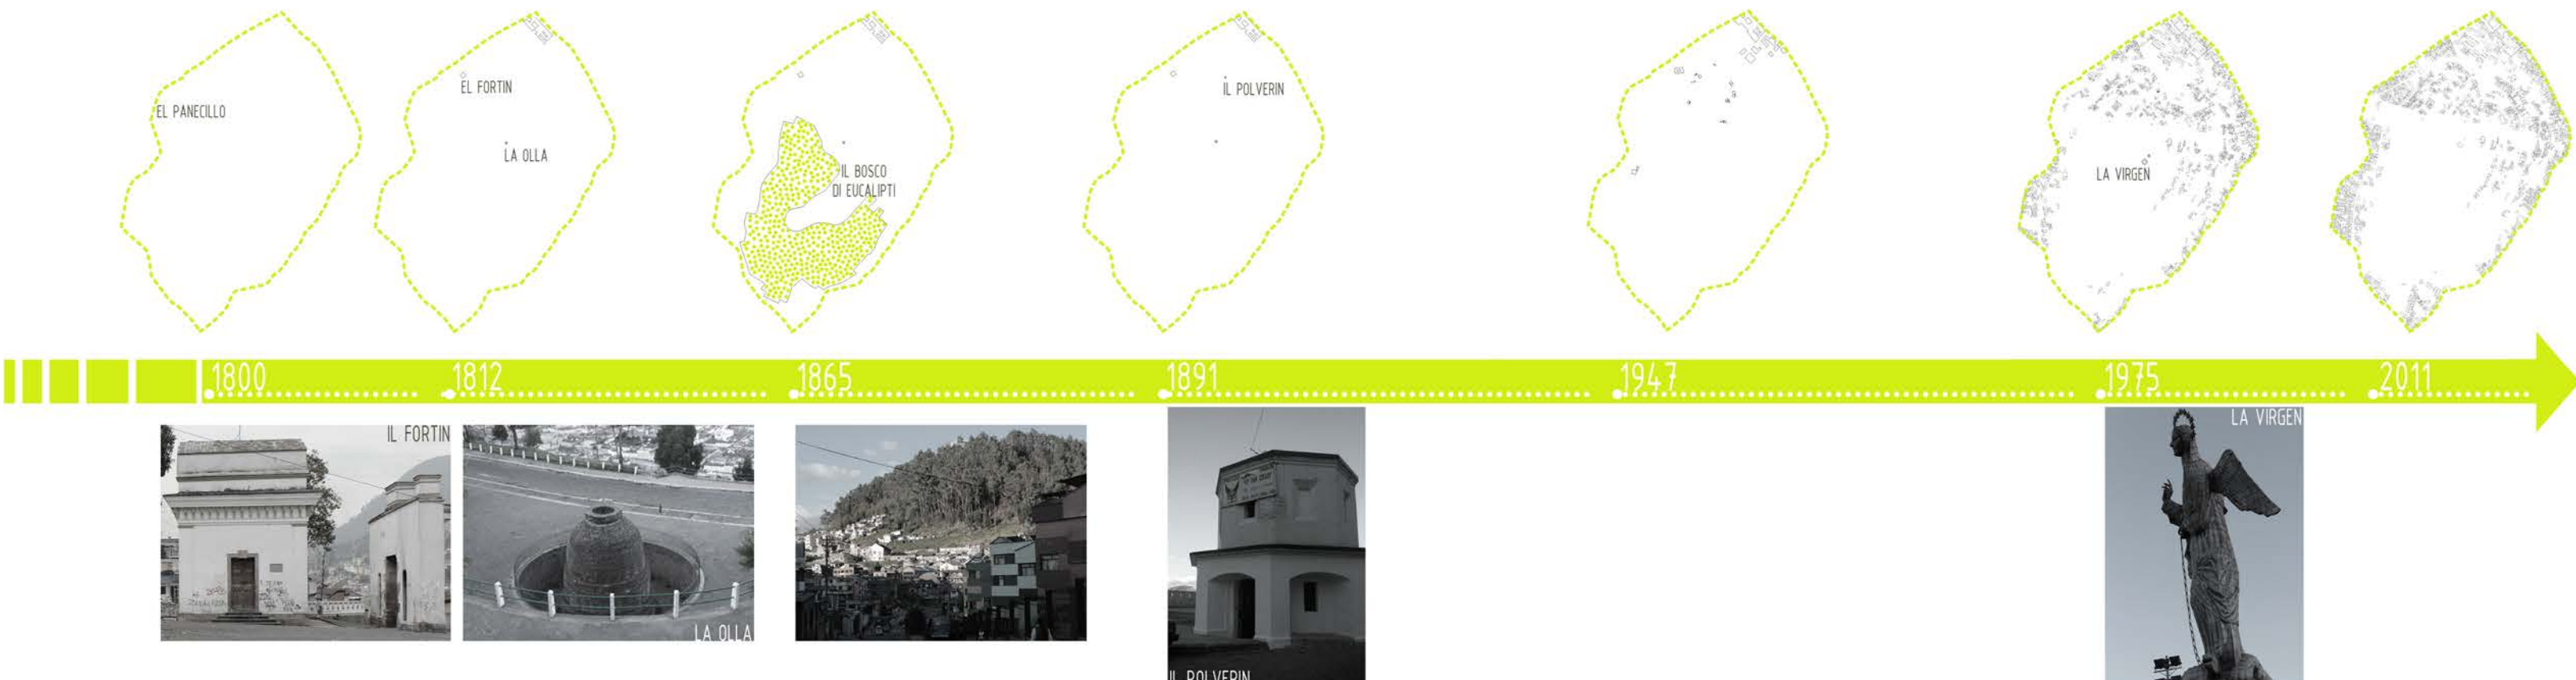 EL PANECILLO
EL FORTIN
LA OLLA
IL BOSCO
DI EUCALIPTI
IL POLVERIN
LA VIRGEN
1800
1812
1865
1891
1947
1975
2011
IL FORTIN
LA OLLA
IL POLVERIN
LA VIRGEN